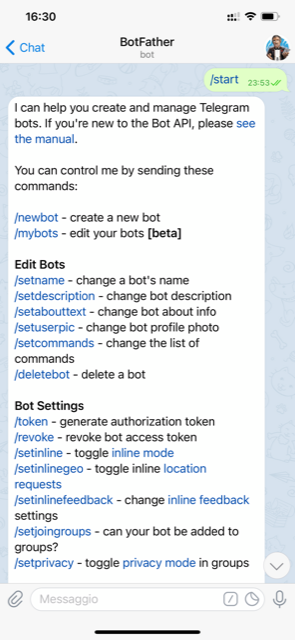 16:30
Chat
BotFather
bot
/start 23:53
I can help you create and manage Telegram
bots. If you're new to the Bot API, please see
the manual.
You can control me by sending these
commands:
/newbot - create a new bot
/mybots - edit your bots [beta]
Edit Bots
/setname - change a bot's name
/setdescription - change bot description
/setabouttext - change bot about info
/setuserpic - change bot profile photo
/setcommands - change the list of
commands
/deletebot - delete a bot
Bot Settings
/token - generate authorization token
/revoke - revoke bot access token
/setinline - toggle inline mode
/setinlinegeo - toggle inline location
requests
/setinlinefeedback - change inline feedback
settings
/setjoingroups - can your bot be added to
groups?
/setprivacy - toggle privacy mode in groups
Messaggio